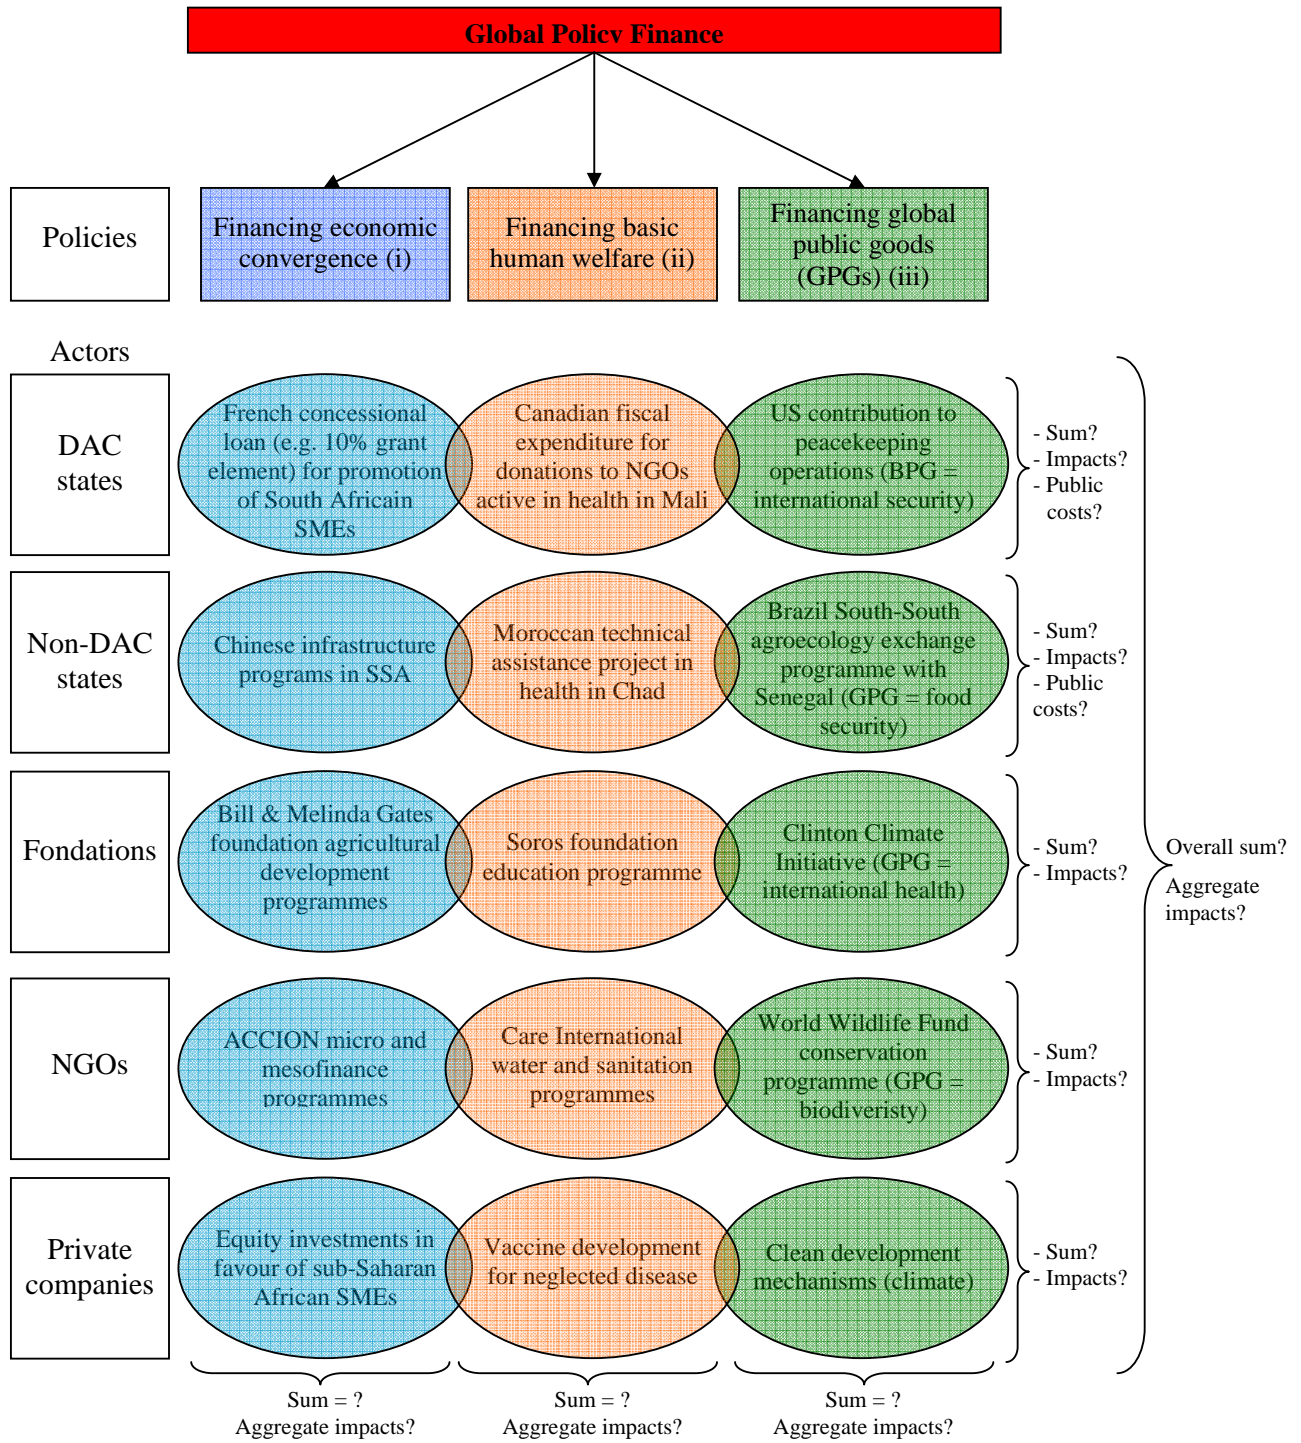 Global Policy Finance
Policies
Financing economic
convergence (i)
Financing basic
human welfare (ii)
Financing global
public goods
(GPGs) (iii)
Actors
DAC
states
French concessional
loan (e.g. 10% grant
element) for promotion
of South Africain
SMEs
Canadian fiscal
expenditure for
donations to NGOs
active in health in Mali
US contribution to
peacekeeping
operations (BPG =
international security)
- Sum?
- Impacts?
- Public
costs?
Non-DAC
states
Chinese infrastructure
programs in SSA
Moroccan technical
assistance project in
health in Chad
Brazil South-South
agroecology exchange
programme with
Senegal (GPG = food
security)
- Sum?
- Impacts?
- Public
costs?
Fondations
Bill & Melinda Gates
foundation agricultural
development
programmes
Soros foundation
education programme
Clinton Climate
Initiative (GPG =
international health)
- Sum?
- Impacts?
Overall sum?
Aggregate
impacts?
NGOs
ACCION micro and
mesofinance
programmes
Care International
water and sanitation
programmes
World Wildlife Fund
conservation
programme (GPG =
biodiveristy)
- Sum?
- Impacts?
Private
companies
Equity investments in
favour of sub-Saharan
African SMEs
Vaccine development
for neglected disease
Clean development
mechanisms (climate)
- Sum?
- Impacts?
Sum = ?
Aggregate impacts?
Sum = ?
Aggregate impacts?
Sum = ?
Aggregate impacts?